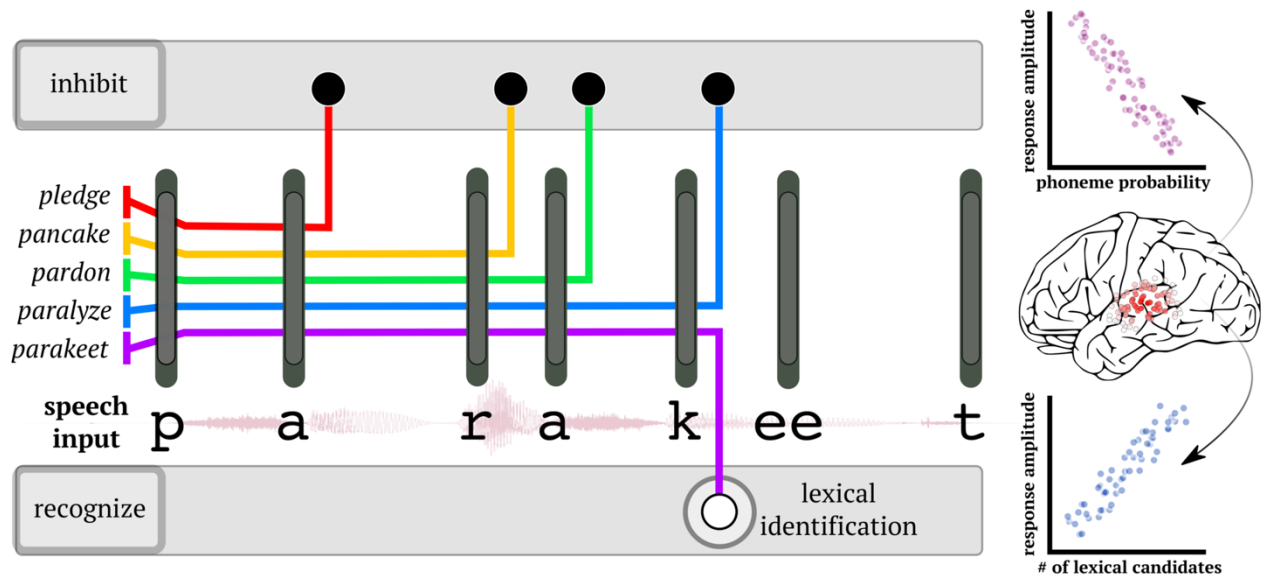 inhibit
pledge
pancake
pardon
paralyze
parakeet
speech
input
p a r a k ee t
recognize
lexical
identification
response amplitude
phoneme probability
response amplitude
# of lexical candidates